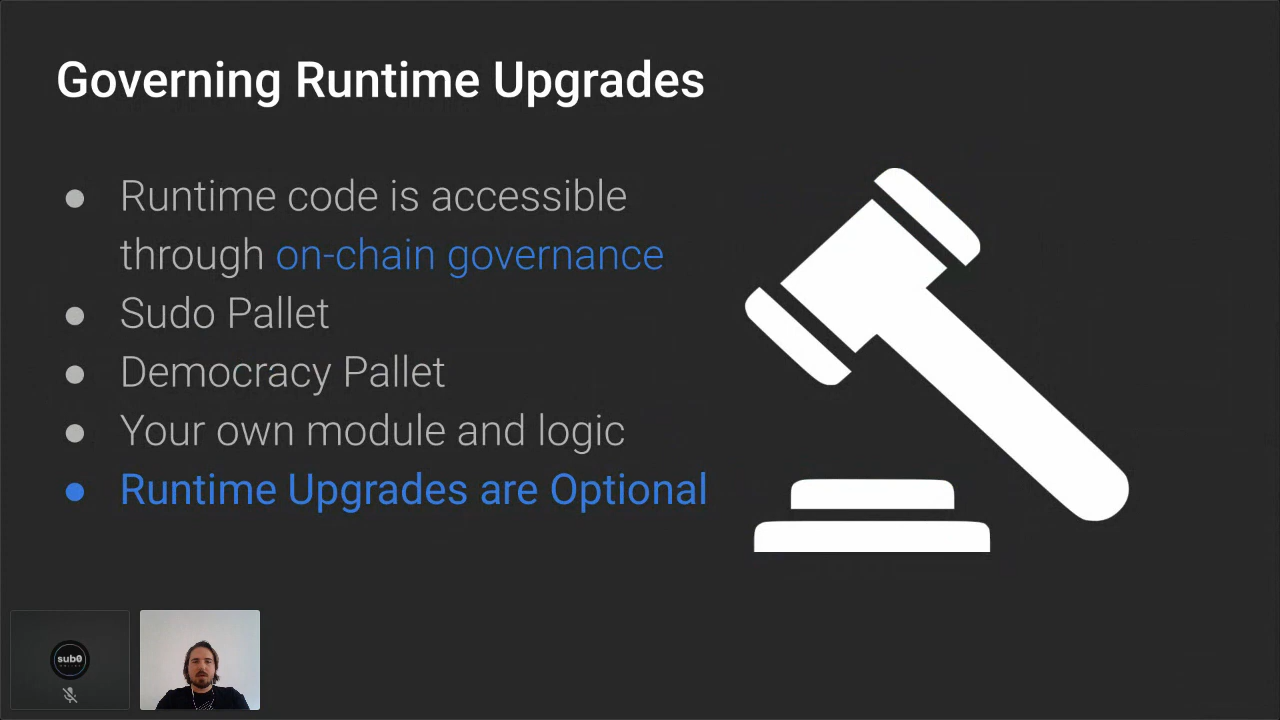 Governing Runtime Upgrades
● Runtime code is accessible
through on-chain governance
● Sudo Pallet
● Democracy Pallet
● Your own module and logic
● Runtime Upgrades are Optional
sub0